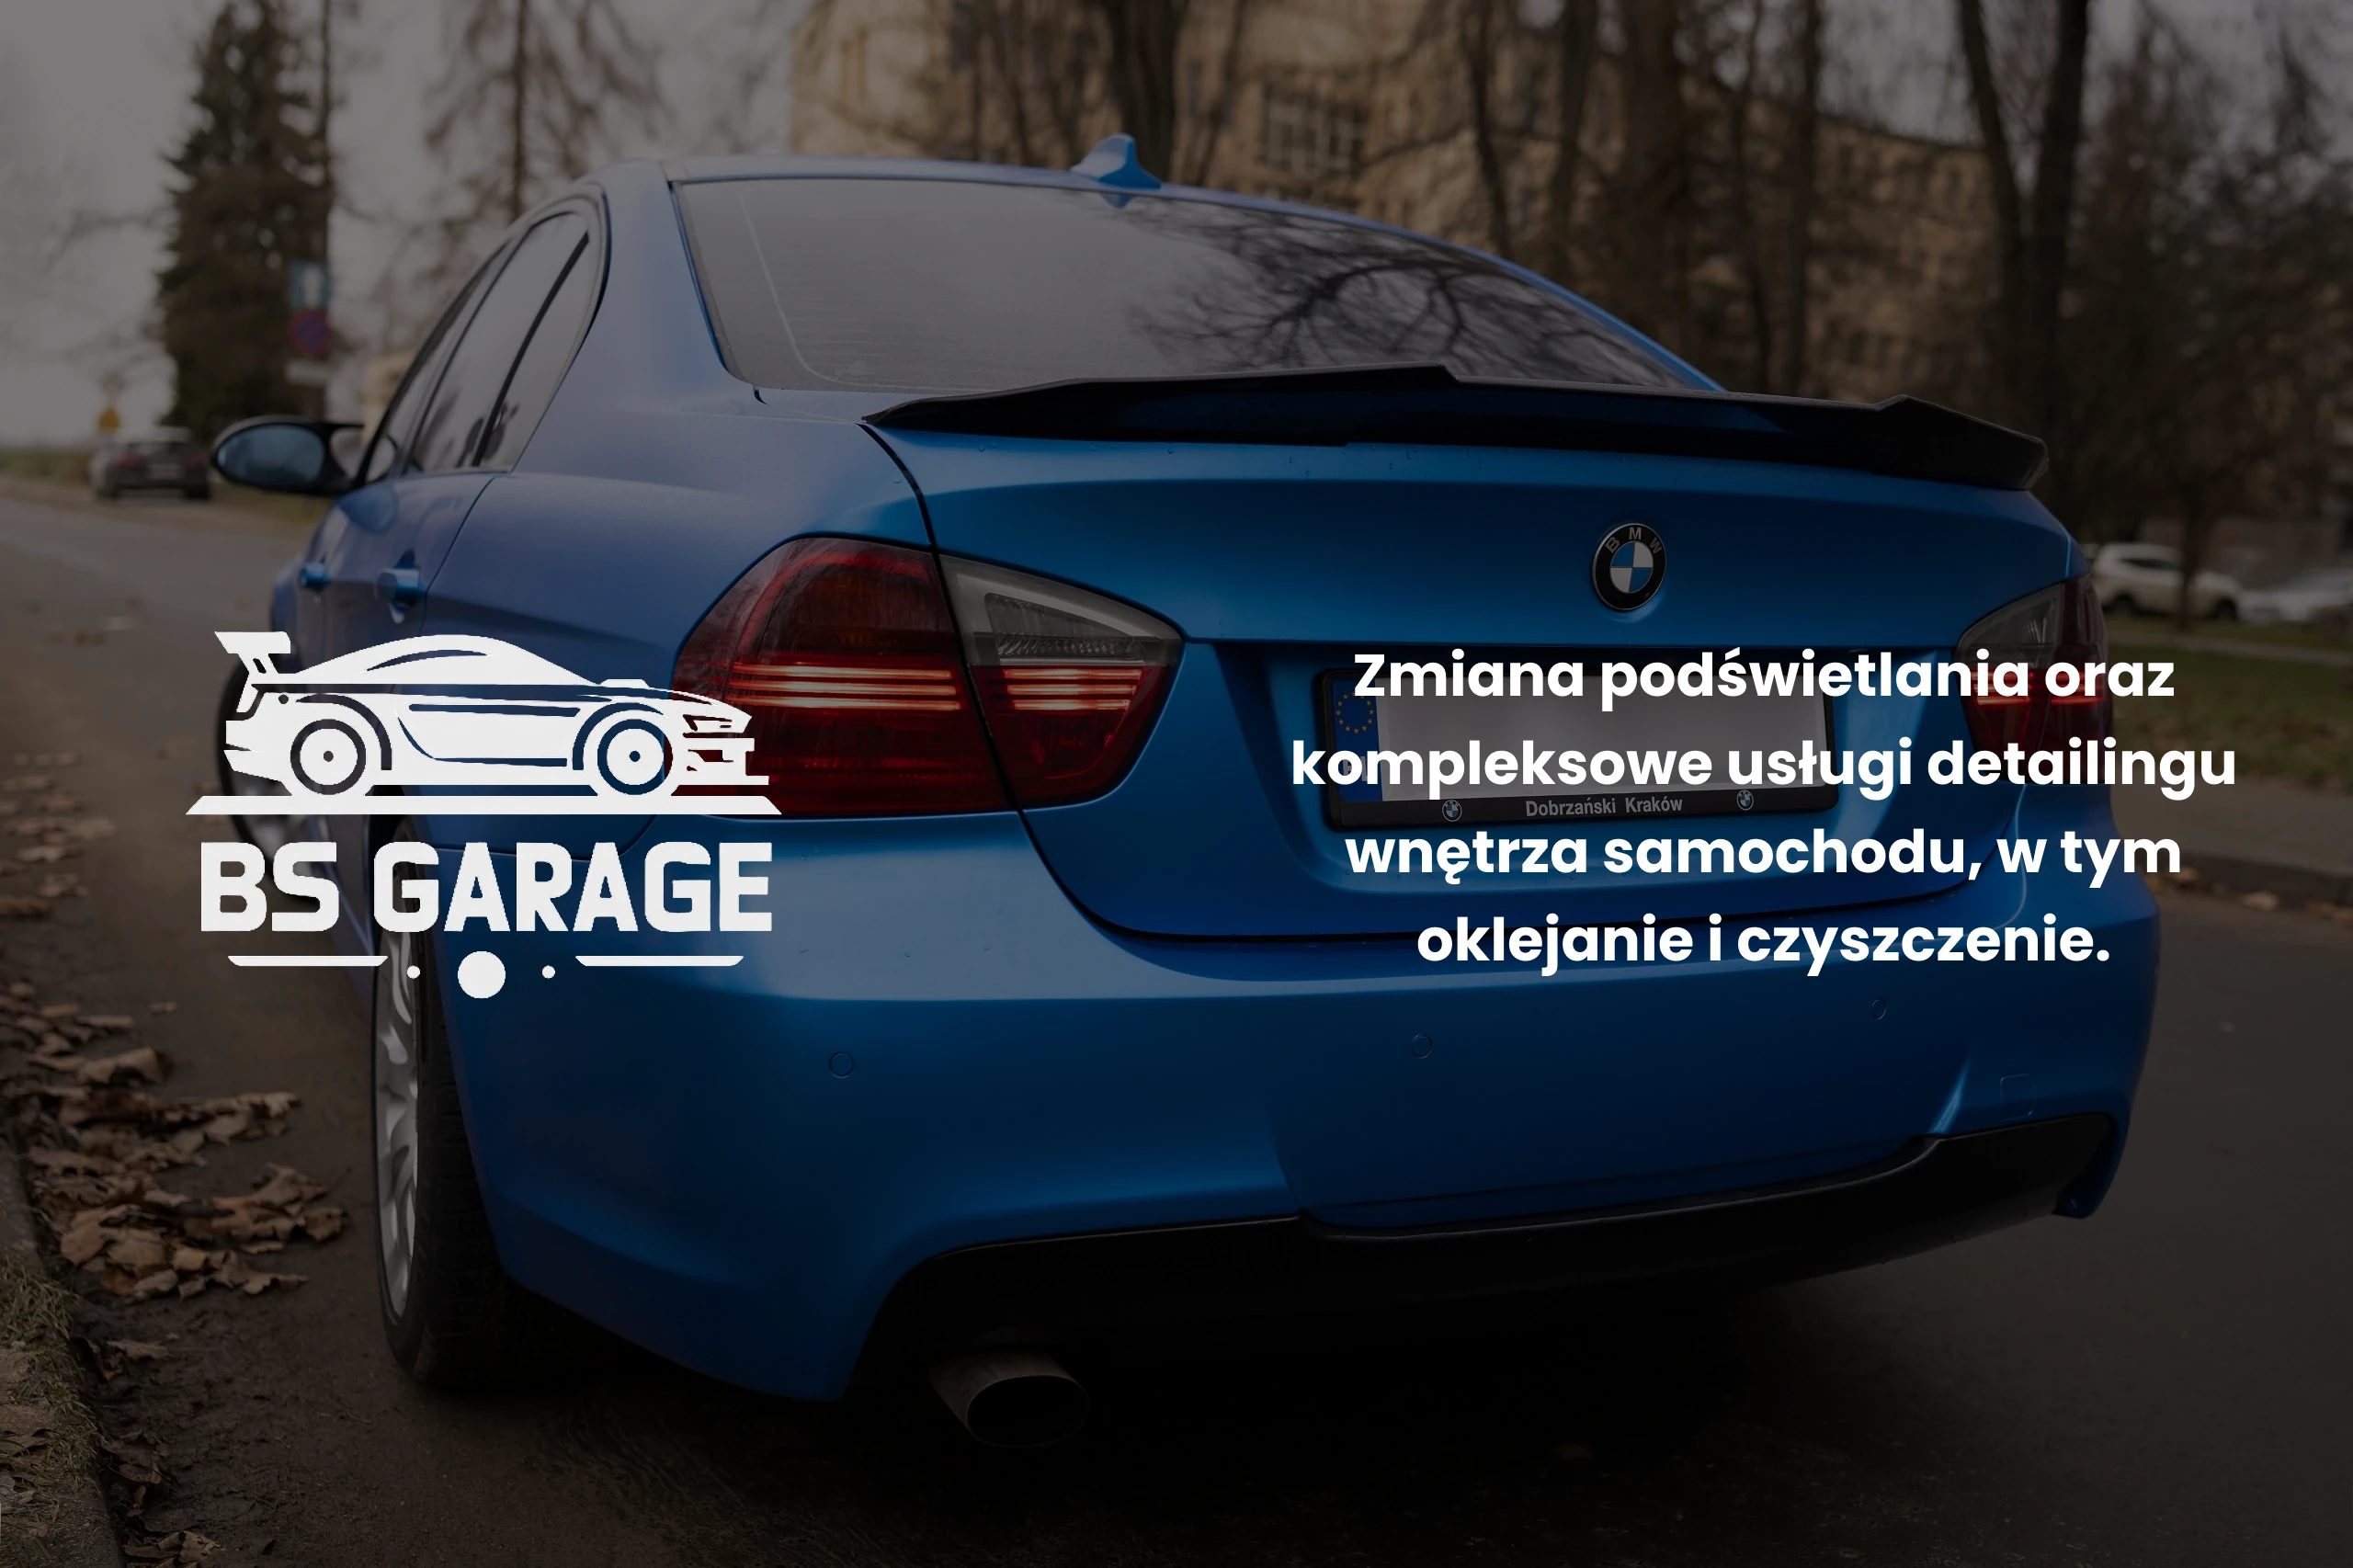 BMW
Zmiana podświetlania oraz
kompleksowe usługi detailingu
Dobrzański Kraków
wnętrza samochodu, w tym
oklejanie i czyszczenie.
BS GARAGE